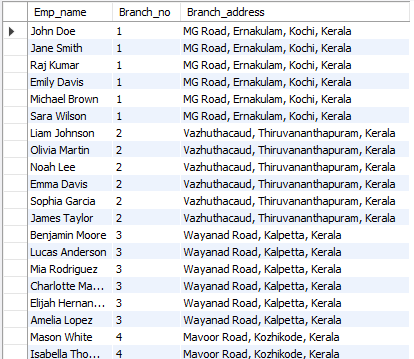 Emp_name Branch_no Branch_address
John Doe 1 MG Road, Ernakulam, Kochi, Kerala
Jane Smith 1 MG Road, Ernakulam, Kochi, Kerala
Raj Kumar 1 MG Road, Ernakulam, Kochi, Kerala
Emily Davis 1 MG Road, Ernakulam, Kochi, Kerala
Michael Brown 1 MG Road, Ernakulam, Kochi, Kerala
Sara Wilson 1 MG Road, Ernakulam, Kochi, Kerala
Liam Johnson 2 Vazhuthacaud, Thiruvananthapuram, Kerala
Olivia Martin 2 Vazhuthacaud, Thiruvananthapuram, Kerala
Noah Lee 2 Vazhuthacaud, Thiruvananthapuram, Kerala
Emma Davis 2 Vazhuthacaud, Thiruvananthapuram, Kerala
Sophia Garcia 2 Vazhuthacaud, Thiruvananthapuram, Kerala
James Taylor 2 Vazhuthacaud, Thiruvananthapuram, Kerala
Benjamin Moore 3 Wayanad Road, Kalpetta, Kerala
Lucas Anderson 3 Wayanad Road, Kalpetta, Kerala
Mia Rodriguez 3 Wayanad Road, Kalpetta, Kerala
Charlotte Ma... 3 Wayanad Road, Kalpetta, Kerala
Elijah Hernan... 3 Wayanad Road, Kalpetta, Kerala
Amelia Lopez 3 Wayanad Road, Kalpetta, Kerala
Mason White 4 Mavoor Road, Kozhikode, Kerala
Isabella Tho... 4 Mavoor Road, Kozhikode, Kerala